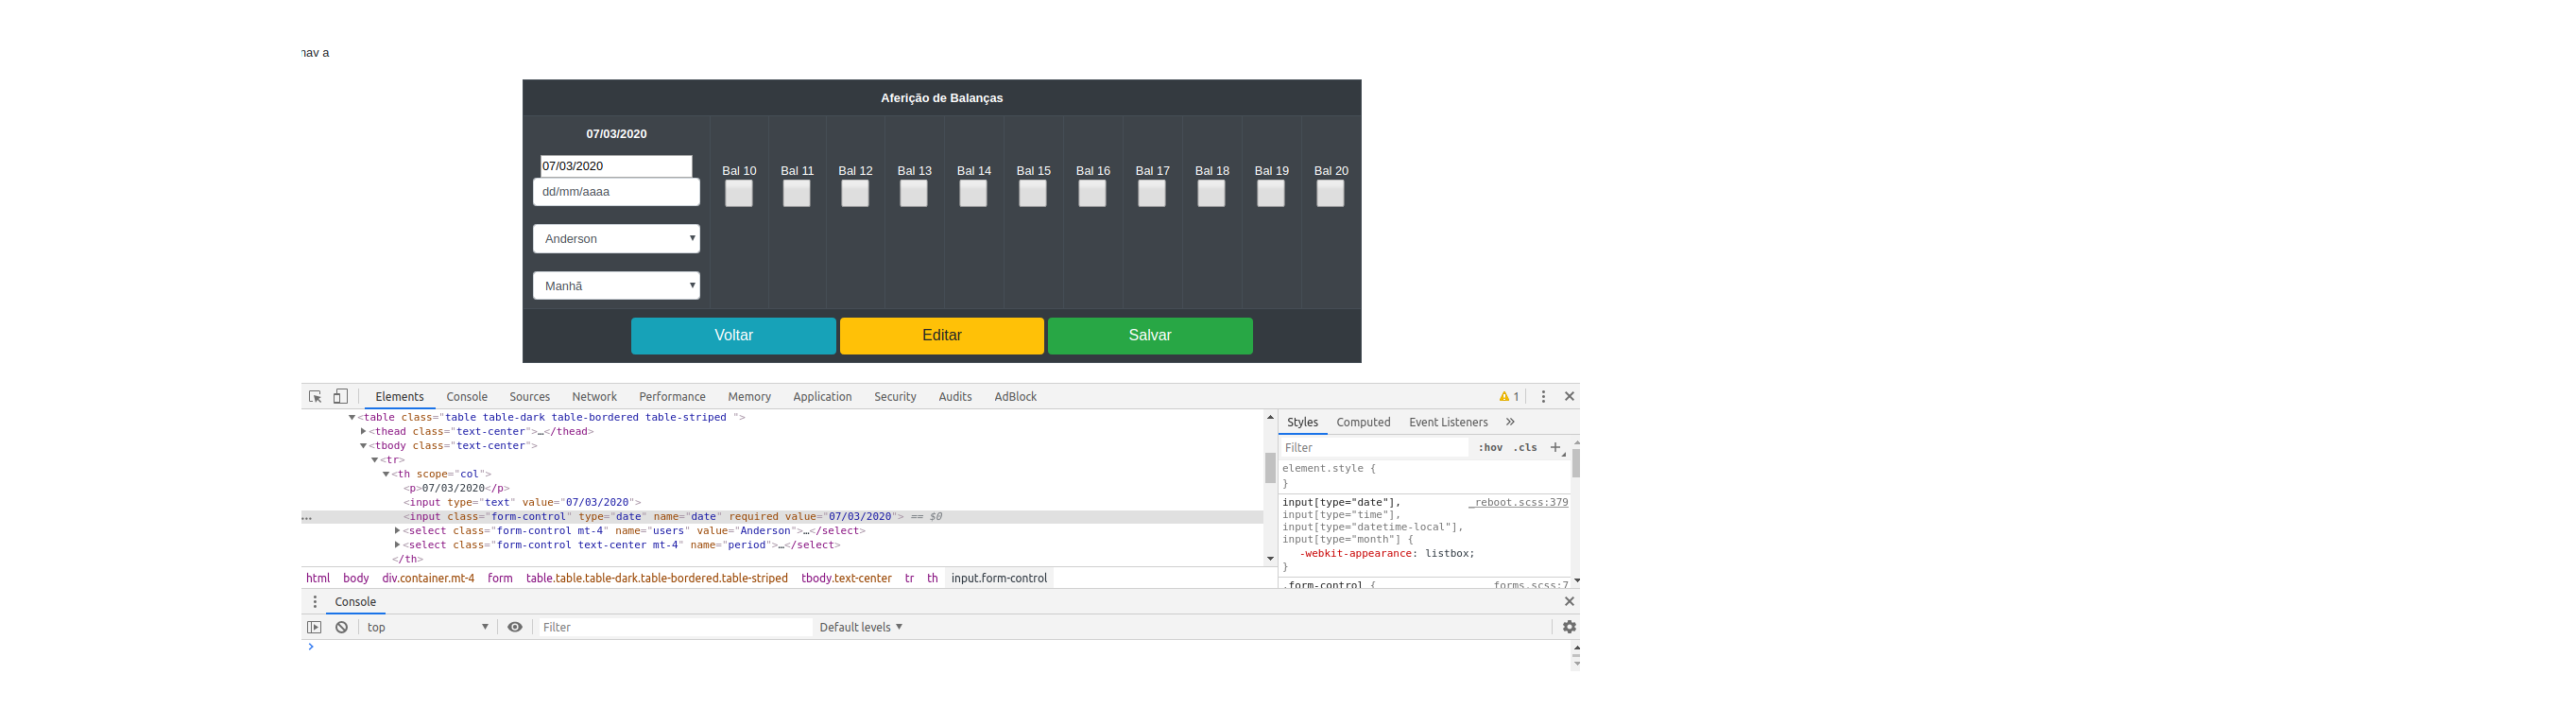 nav a
Aferição de Balanças
07/03/2020
07/03/2020
dd/mm/aaaa
Bal 10 Bal 11 Bal 12 Bal 13 Bal 14 Bal 15 Bal 16 Bal 17 Bal 18 Bal 19 Bal 20
Anderson
Manhã
Voltar Editar Salvar
Elements Console Sources Network Performance Memory Application Security Audits AdBlock 1
<table class="table table-dark table-bordered table-striped ">
<thead class="text-center">…</thead>
<tbody class="text-center">
<tr>
<th scope="col">
<p>07/03/2020</p>
<input type="text" value="07/03/2020">
<input class="form-control" type="date" name="date" required value="07/03/2020"> == $0
<select class="form-control mt-4" name="users" value="Anderson">…</select>
<select class="form-control text-center mt-4" name="period">…</select>
</th>
html body div.container.mt-4 form table.table.table-dark.table-bordered.table-striped tbody.text-center tr th input.form-control
Styles Computed Event Listeners »
Filter :hov .cls +
element.style {
}
input[type="date"], _reboot.scss:379
input[type="time"],
input[type="datetime-local"],
input[type="month"] {
-webkit-appearance: listbox;
}
.form-control { forms.scss:7
Console
top Filter Default levels